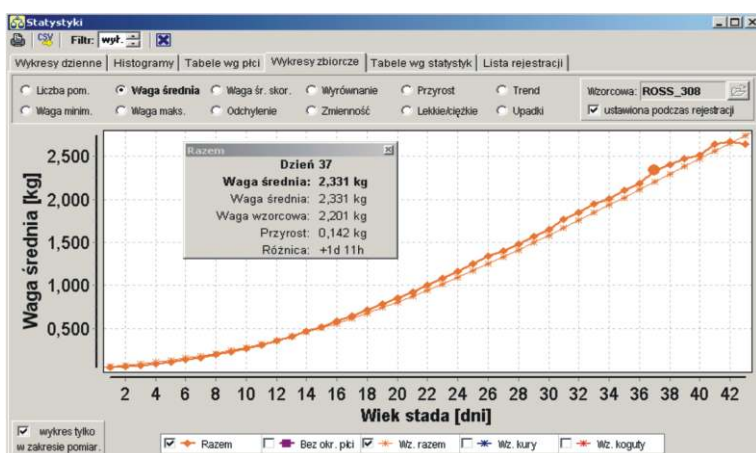 Statystyki
CSV Filtr: wył.
Wykresy dzienne Histogramy Tabele wg płci Wykresy zbiorcze Tabele wg statystyk Lista rejestracji
Liczba pom. Waga średnia Waga śr. skor. Wyrównanie Przyrost Trend Wzorcowa: ROSS_308
Waga minim. Waga maks. Odchylenie Zmienność Lekkie/ciężkie Upadki ustawiona podczas rejestracji
Razem
Dzień 37
Waga średnia: 2,331 kg
Waga średnia: 2,331 kg
Waga wzorcowa: 2,201 kg
Przyrost: 0,142 kg
Różnica: +1d 11h
Waga średnia [kg]
2,500
2,000
1,500
1,000
0,500
2 4 6 8 10 12 14 16 18 20 22 24 26 28 30 32 34 36 38 40 42
Wiek stada [dni]
wykres tylko
w zakresie pomiar.
Razem Bez okr. płci Wz. razem Wz. kury Wz. koguty